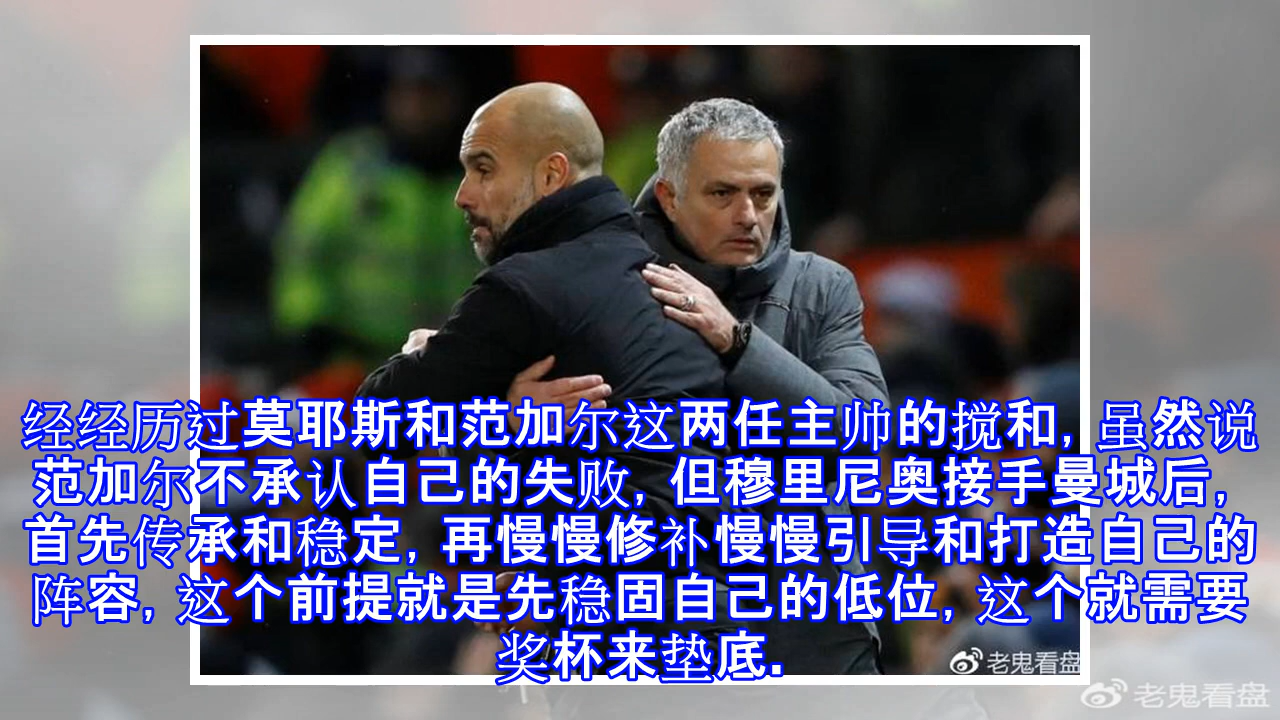 经经历过莫耶斯和范加尔这两任主帅的搅和, 虽然说
范加尔不承认自己的失败, 但穆里尼奥接手曼城后,
首先传承和稳定, 再慢慢修补慢慢引导和打造自己的
阵容, 这个前提就是先稳固自己的低位, 这个就需要
奖杯来垫底.
老鬼看盘
老鬼看盘